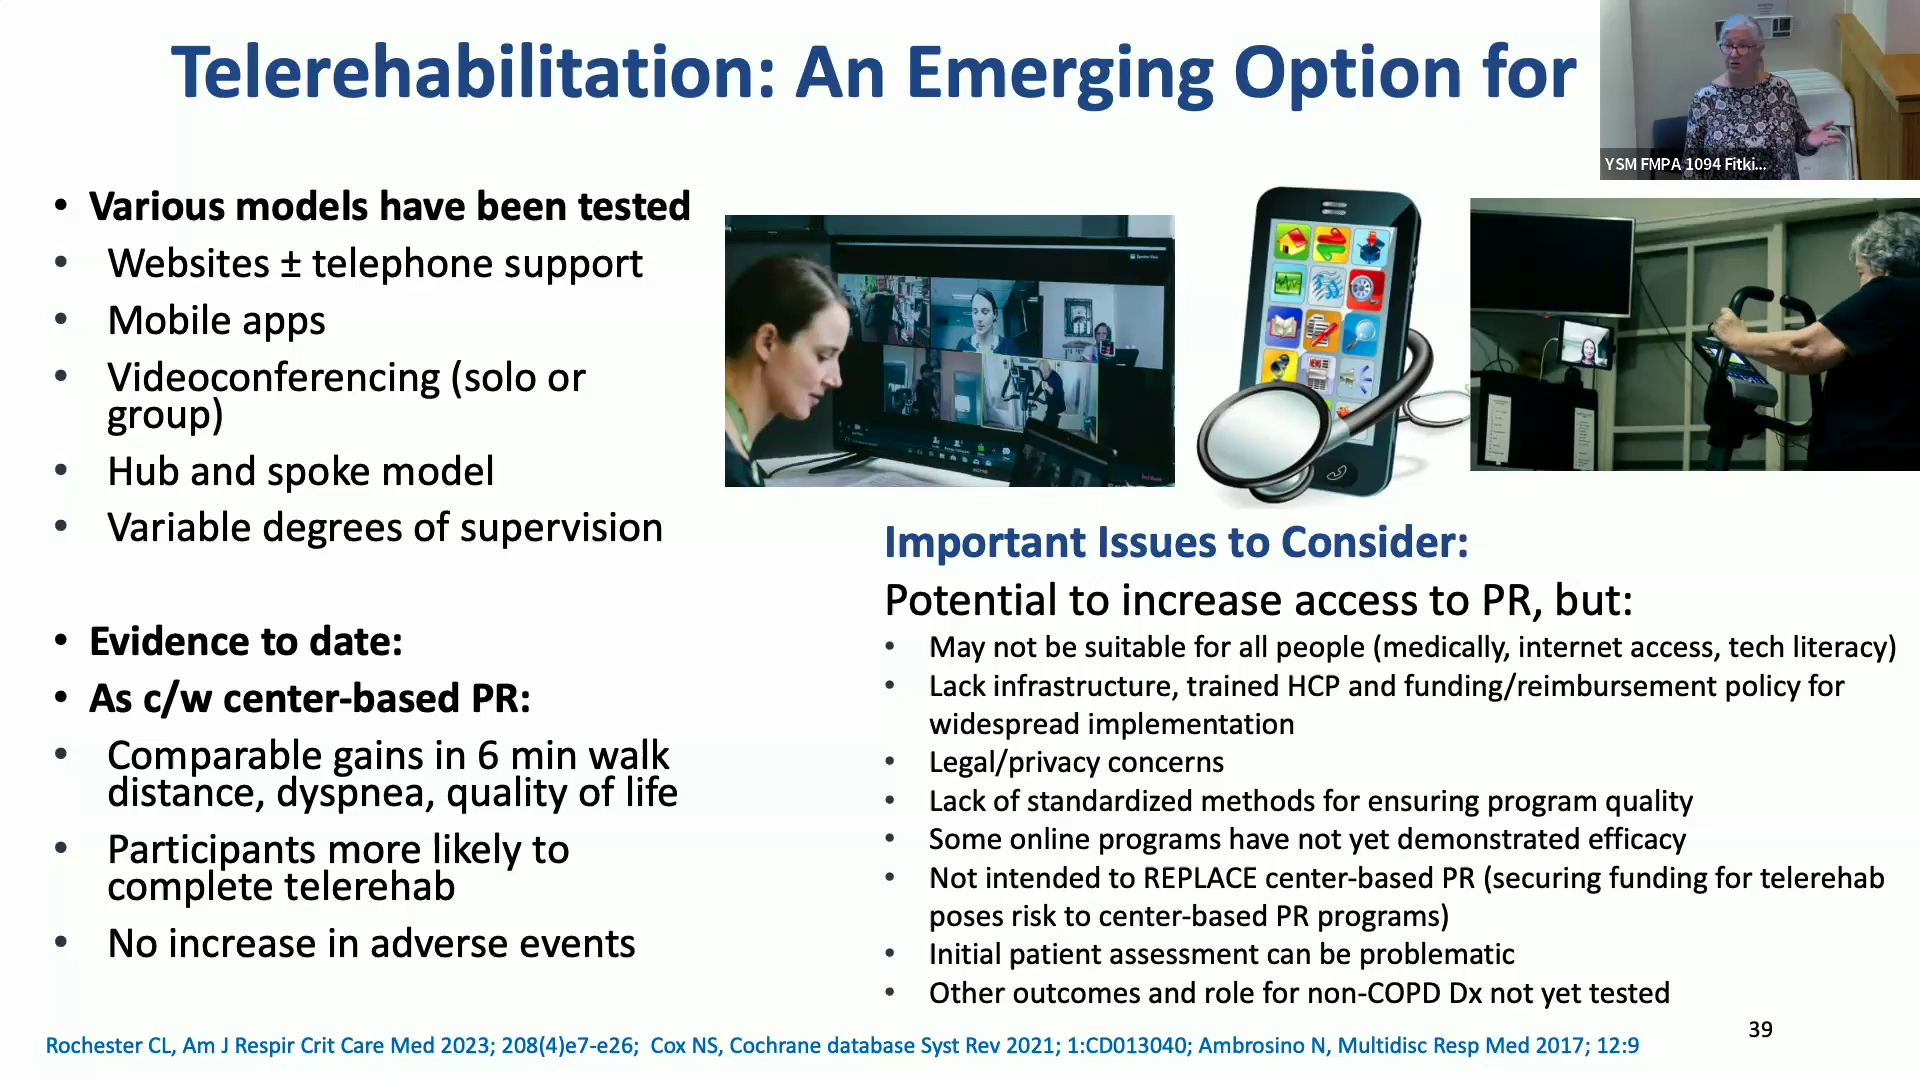 Telerehabilitation: An Emerging Option for
YSM FMPA 1094 Fitki...
• Various models have been tested
• Websites ± telephone support
• Mobile apps
• Videoconferencing (solo or
group)
• Hub and spoke model
• Variable degrees of supervision
• Evidence to date:
• As c/w center-based PR:
• Comparable gains in 6 min walk
distance, dyspnea, quality of life
• Participants more likely to
complete telerehab
• No increase in adverse events
Important Issues to Consider:
Potential to increase access to PR, but:
• May not be suitable for all people (medically, internet access, tech literacy)
• Lack infrastructure, trained HCP and funding/reimbursement policy for
widespread implementation
• Legal/privacy concerns
• Lack of standardized methods for ensuring program quality
• Some online programs have not yet demonstrated efficacy
• Not intended to REPLACE center-based PR (securing funding for telerehab
poses risk to center-based PR programs)
• Initial patient assessment can be problematic
• Other outcomes and role for non-COPD Dx not yet tested
39
Rochester CL, Am J Respir Crit Care Med 2023; 208(4)e7-e26; Cox NS, Cochrane database Syst Rev 2021; 1:CD013040; Ambrosino N, Multidisc Resp Med 2017; 12:9